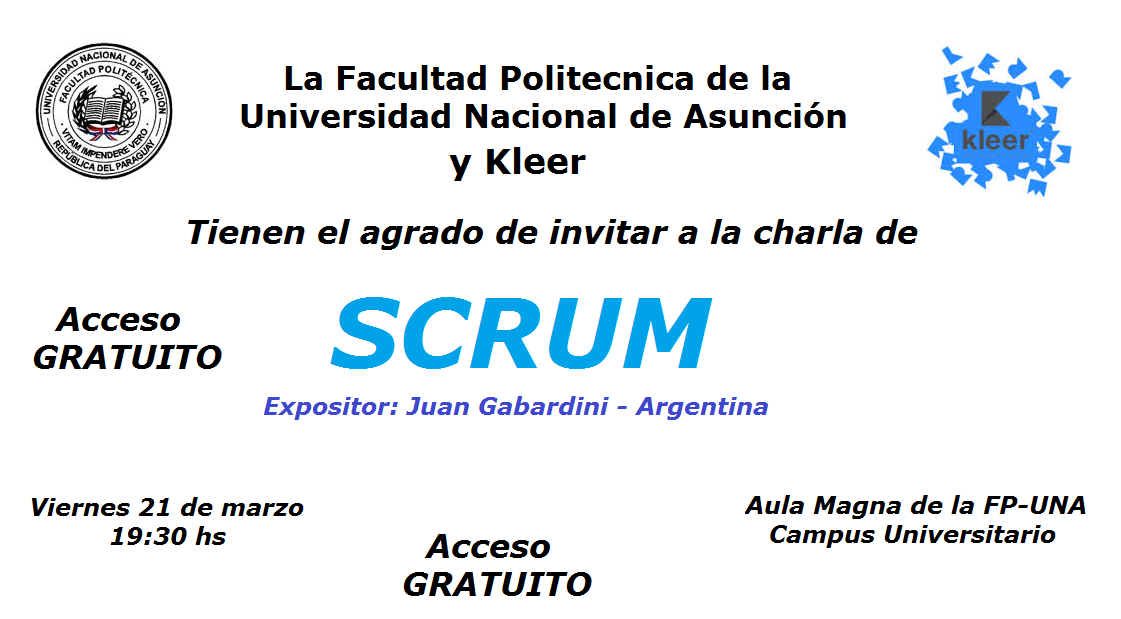 UNIVERSIDAD NACIONAL DE ASUNCIÓN
FACULTAD POLITÉCNICA
· VITAM IMPENDERE VERO ·
REPÚBLICA DEL PARAGUAY
La Facultad Politecnica de la
Universidad Nacional de Asunción
y Kleer
kleer
Tienen el agrado de invitar a la charla de
Acceso
GRATUITO
SCRUM
Expositor: Juan Gabardini - Argentina
Viernes 21 de marzo
19:30 hs
Acceso
GRATUITO
Aula Magna de la FP-UNA
Campus Universitario